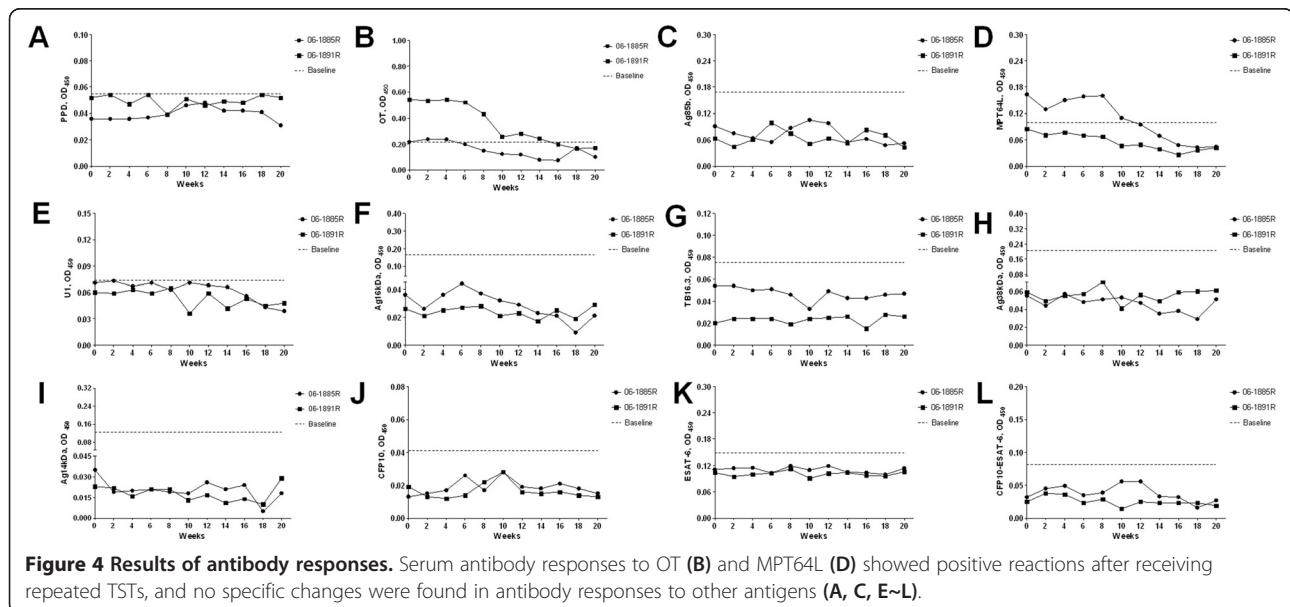 A
PPD, OD450
0.10
0.08
0.06
0.04
0.02
0.00
0 2 4 6 8 10 12 14 16 18 20
Weeks
06-1885R
06-1891R
Baseline
B
OT, OD450
1.00
0.80
0.60
0.40
0.20
0.00
0 2 4 6 8 10 12 14 16 18 20
Weeks
06-1885R
06-1891R
Baseline
C
Ag85b, OD450
0.30
0.24
0.18
0.12
0.06
0.00
0 2 4 6 8 10 12 14 16 18 20
Weeks
06-1885R
06-1891R
Baseline
D
MPT64L, OD450
0.30
0.24
0.18
0.12
0.06
0.00
0 2 4 6 8 10 12 14 16 18 20
Weeks
06-1885R
06-1891R
Baseline
E
U1, OD450
0.15
0.12
0.09
0.06
0.03
0.00
0 2 4 6 8 10 12 14 16 18 20
Weeks
06-1885R
06-1891R
Baseline
F
Ag16kDa, OD450
0.40
0.30
0.20
0.10
0.06
0.04
0.02
0.00
0 2 4 6 8 10 12 14 16 18 20
Weeks
06-1885R
06-1891R
Baseline
G
TB16.3, OD450
0.12
0.10
0.08
0.06
0.04
0.02
0.00
0 2 4 6 8 10 12 14 16 18 20
Weeks
06-1885R
06-1891R
Baseline
H
Ag38kDa, OD450
0.40
0.32
0.24
0.20
0.16
0.08
0.06
0.04
0.02
0.00
0 2 4 6 8 10 12 14 16 18 20
Weeks
06-1885R
06-1891R
Baseline
I
Ag14kDa, OD450
0.32
0.24
0.16
0.08
0.045
0.030
0.015
0.000
0 2 4 6 8 10 12 14 16 18 20
Weeks
06-1885R
06-1891R
Baseline
J
CFP10, OD450
0.08
0.06
0.04
0.02
0.00
0 2 4 6 8 10 12 14 16 18 20
Weeks
06-1885R
06-1891R
Baseline
K
ESAT-6, OD450
0.30
0.24
0.18
0.12
0.06
0.00
0 2 4 6 8 10 12 14 16 18 20
Weeks
06-1885R
06-1891R
Baseline
L
CFP10-ESAT-6, OD450
0.20
0.15
0.10
0.05
0.00
0 2 4 6 8 10 12 14 16 18 20
Weeks
06-1885R
06-1891R
Baseline
Figure 4 Results of antibody responses. Serum antibody responses to OT (B) and MPT64L (D) showed positive reactions after receiving
repeated TSTs, and no specific changes were found in antibody responses to other antigens (A, C, E~L).